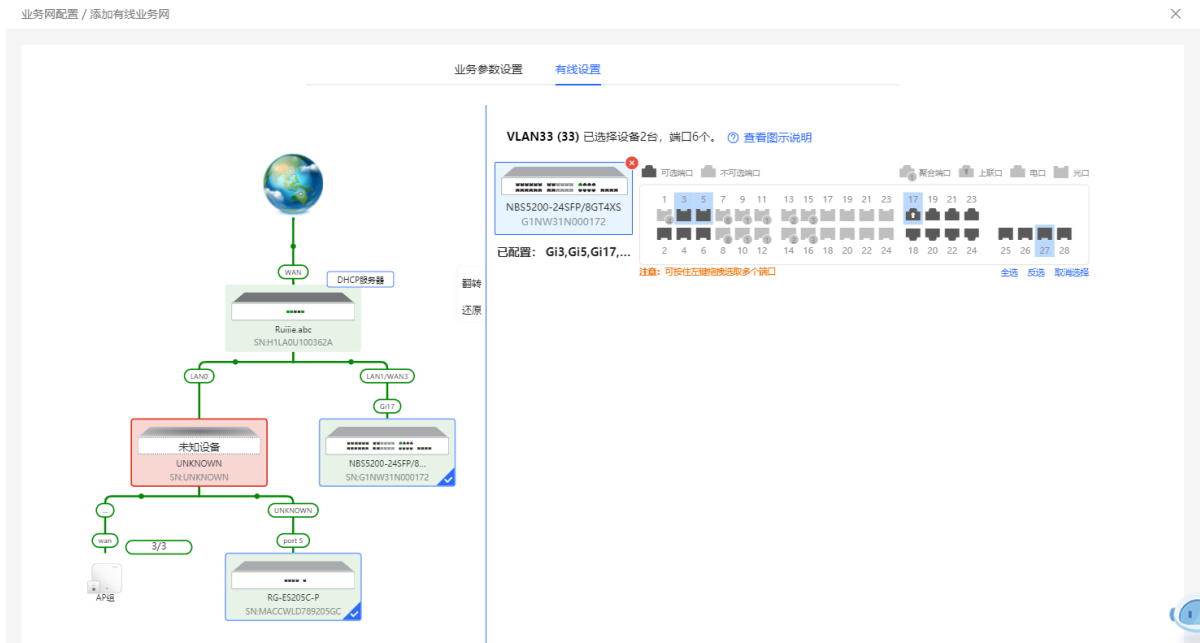 业务网配置 / 添加有线业务网
业务参数设置 有线设置
VLAN33 (33) 已选择设备2台，端口6个。 查看图示说明
可选端口 不可选端口 聚合端口 上联口 电口 光口
NBS5200-24SFP/8GT4XS
G1NW31N000172
已配置： Gi3,Gi5,Gi17,...
1 3 5 7 9 11 13 15 17 19 21 23 17 19 21 23
2 4 6 8 10 12 14 16 18 20 22 24 18 20 22 24 25 26 27 28
注意：可按住左键拖拽选取多个端口
全选 反选 取消选择
翻转
还原
WAN
DHCP服务器
Ruijie.abc
SN:H1LA0U100362A
LAN0
LAN1/WAN3
Gi17
未知设备
UNKNOWN
SN:UNKNOWN
NBS5200-24SFP/8...
SN:G1NW31N000172
...
UNKNOWN
wan
3/3
port 5
AP组
RG-ES205C-P
SN:MACCWLD789205GC